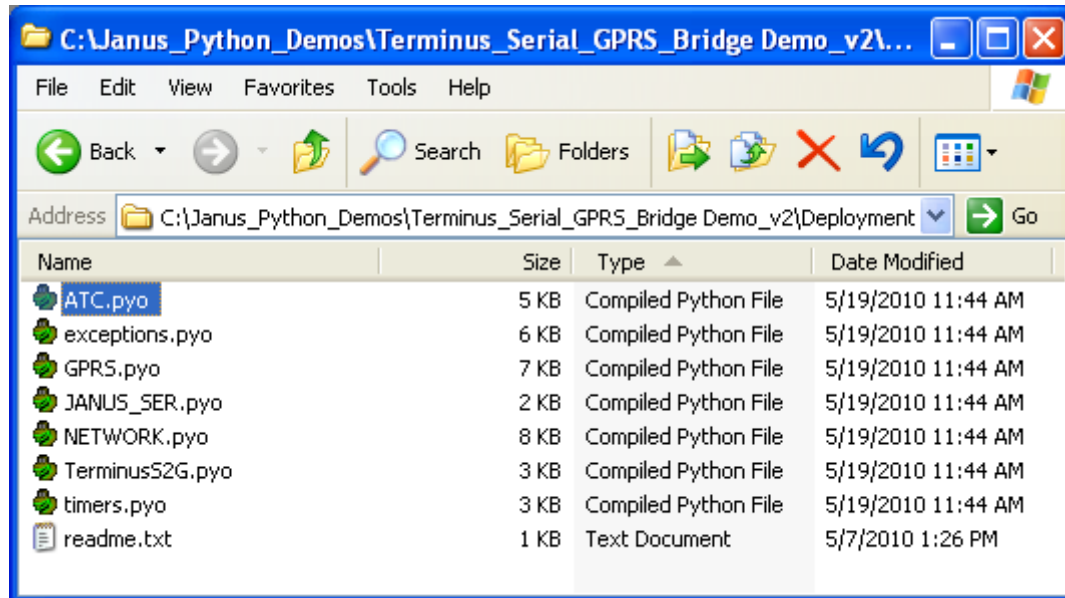 C:\Janus_Python_Demos\Terminus_Serial_GPRS_Bridge Demo_v2\...
File Edit View Favorites Tools Help
Back Search Folders
Address C:\Janus_Python_Demos\Terminus_Serial_GPRS_Bridge Demo_v2\Deployment Go
Name Size Type Date Modified
ATC.pyo 5 KB Compiled Python File 5/19/2010 11:44 AM
exceptions.pyo 6 KB Compiled Python File 5/19/2010 11:44 AM
GPRS.pyo 7 KB Compiled Python File 5/19/2010 11:44 AM
JANUS_SER.pyo 2 KB Compiled Python File 5/19/2010 11:44 AM
NETWORK.pyo 8 KB Compiled Python File 5/19/2010 11:44 AM
TerminusS2G.pyo 3 KB Compiled Python File 5/19/2010 11:44 AM
timers.pyo 3 KB Compiled Python File 5/19/2010 11:44 AM
readme.txt 1 KB Text Document 5/7/2010 1:26 PM